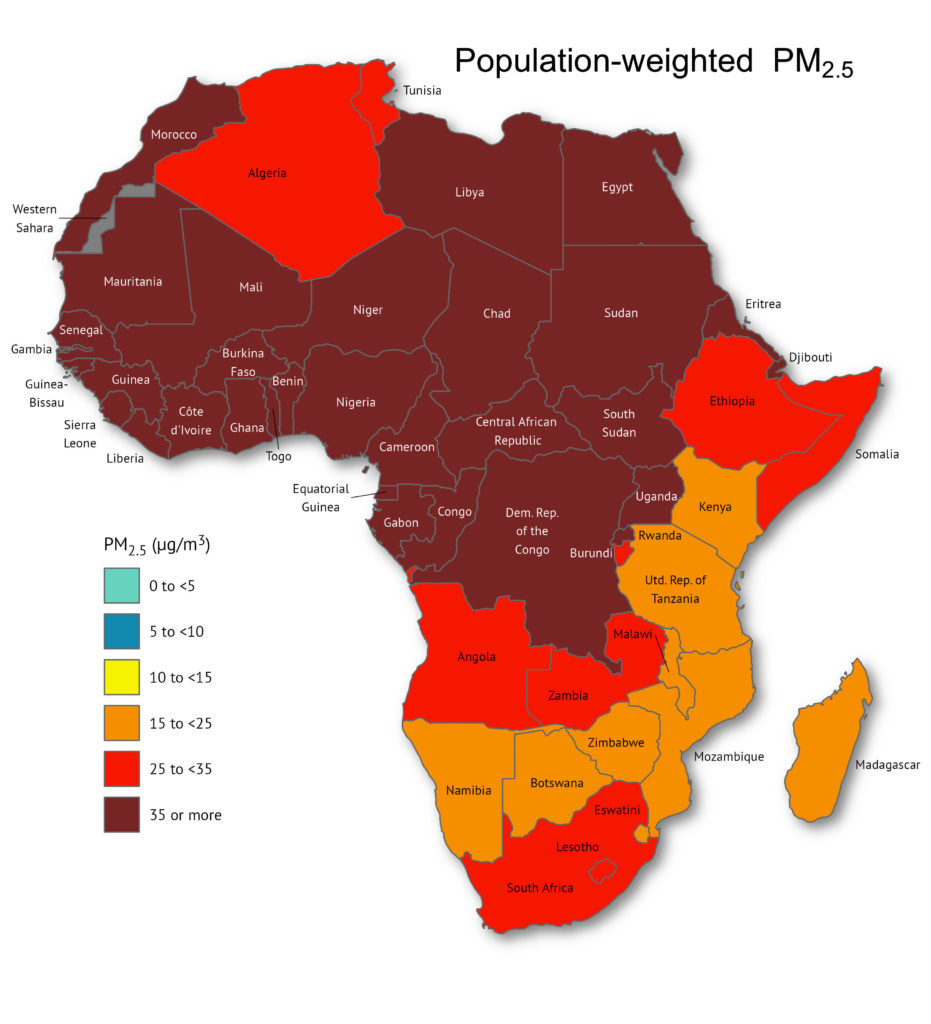 Population-weighted PM2.5
Tunisia
Morocco
Algeria
Libya
Egypt
Western
Sahara
Mauritania
Mali
Niger
Chad
Sudan
Eritrea
Senegal
Gambia
Burkina
Faso
Djibouti
Guinea-
Bissau
Guinea
Benin
Nigeria
Ethiopia
Côte
d'Ivoire
Ghana
Central African
Republic
South
Sudan
Sierra
Leone
Liberia
Togo
Cameroon
Somalia
Equatorial
Guinea
Gabon
Congo
Dem. Rep.
of the
Congo
Uganda
Kenya
Rwanda
Burundi
Utd. Rep. of
Tanzania
PM2.5 (µg/m3)
0 to <5
5 to <10
10 to <15
15 to <25
25 to <35
35 or more
Malawi
Angola
Zambia
Zimbabwe
Mozambique
Madagascar
Namibia
Botswana
Eswatini
Lesotho
South Africa